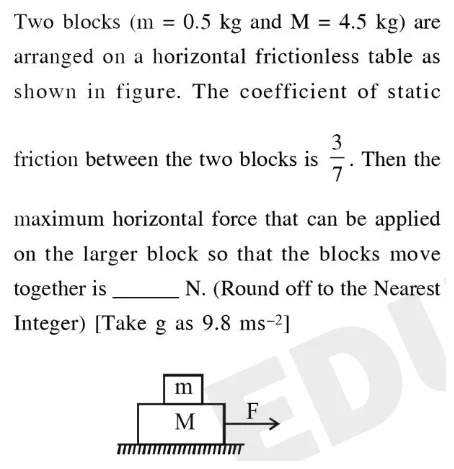 Two blocks (m = 0.5 kg and M = 4.5 kg) are
arranged on a horizontal frictionless table as
shown in figure. The coefficient of static
friction between the two blocks is 3/7. Then the
maximum horizontal force that can be applied
on the larger block so that the blocks move
together is ______ N. (Round off to the Nearest
Integer) [Take g as 9.8 ms⁻²]
m
M
F
EDU